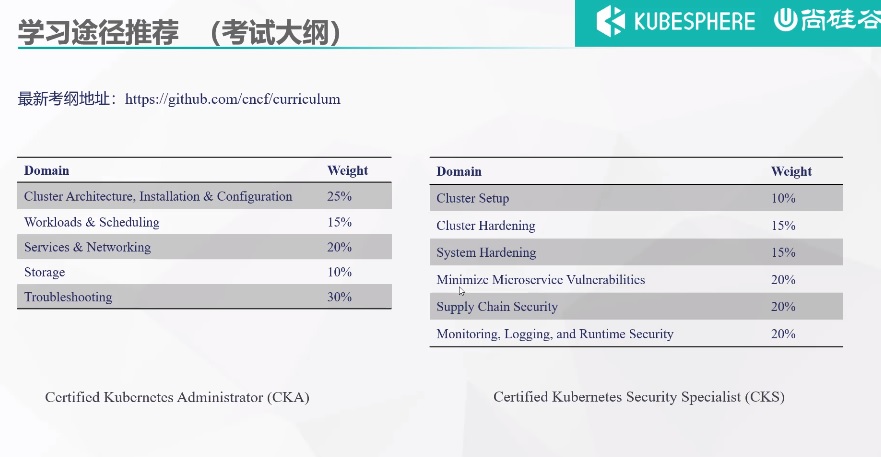 学习途径推荐 （考试大纲）
KUBESPHERE 尚硅谷
最新考纲地址：https://github.com/cncf/curriculum
Domain Weight
Cluster Architecture, Installation & Configuration 25%
Workloads & Scheduling 15%
Services & Networking 20%
Storage 10%
Troubleshooting 30%
Domain Weight
Cluster Setup 10%
Cluster Hardening 15%
System Hardening 15%
Minimize Microservice Vulnerabilities 20%
Supply Chain Security 20%
Monitoring, Logging, and Runtime Security 20%
Certified Kubernetes Administrator (CKA)
Certified Kubernetes Security Specialist (CKS)